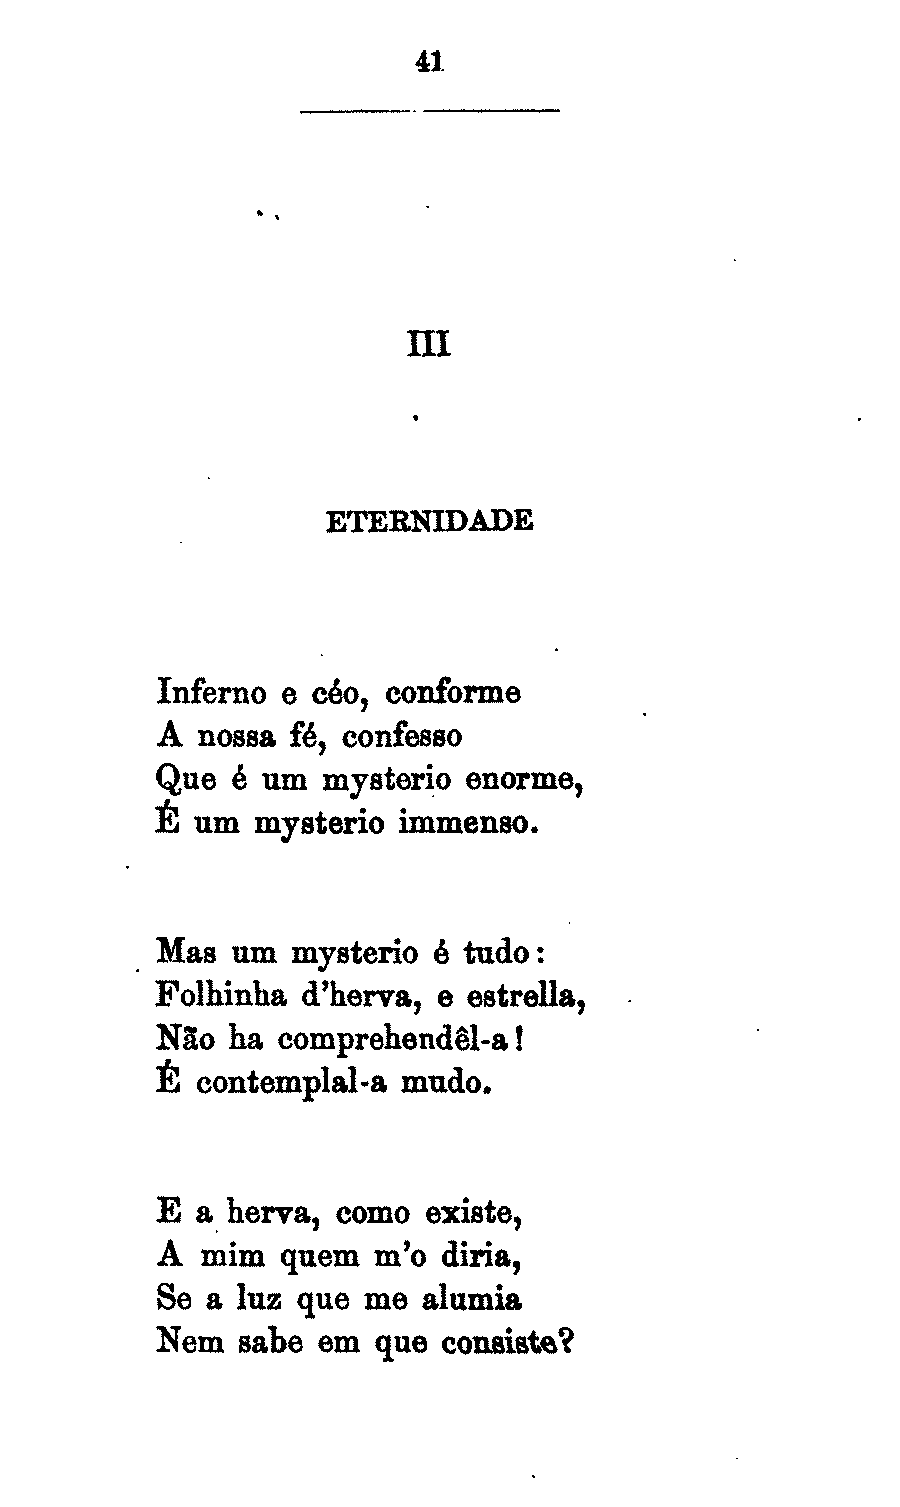 41
III
ETERNIDADE
Inferno e céo, conforme
A nossa fé, confesso
Que é um mysterio enorme,
É um mysterio immenso.
Mas um mysterio é tudo:
Folhinha d'herva, e estrella,
Não ha comprehendêl-a!
É contemplal-a mudo.
E a herva, como existe,
A mim quem m'o diria,
Se a luz que me alumia
Nem sabe em que consiste?